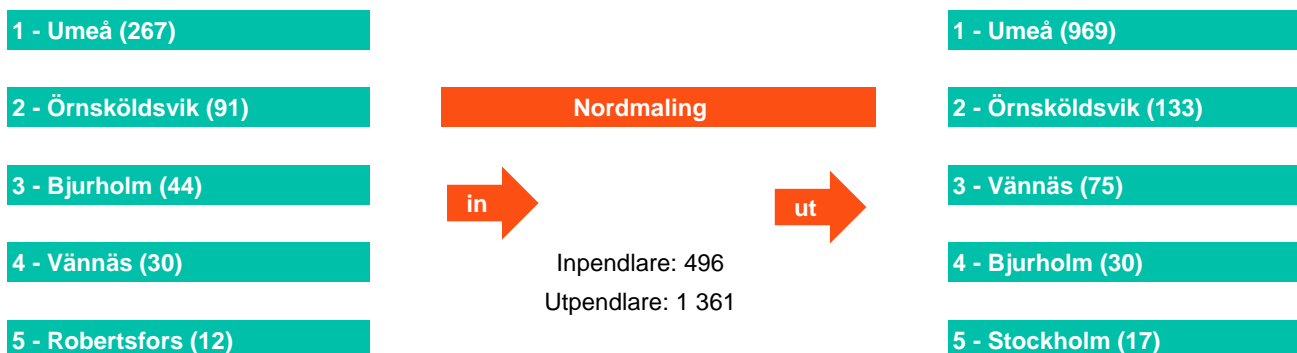 1 - Umeå (267)
2 - Örnsköldsvik (91)
3 - Bjurholm (44)
4 - Vännäs (30)
5 - Robertsfors (12)
Nordmaling
in
ut
Inpendlare: 496
Utpendlare: 1 361
1 - Umeå (969)
2 - Örnsköldsvik (133)
3 - Vännäs (75)
4 - Bjurholm (30)
5 - Stockholm (17)